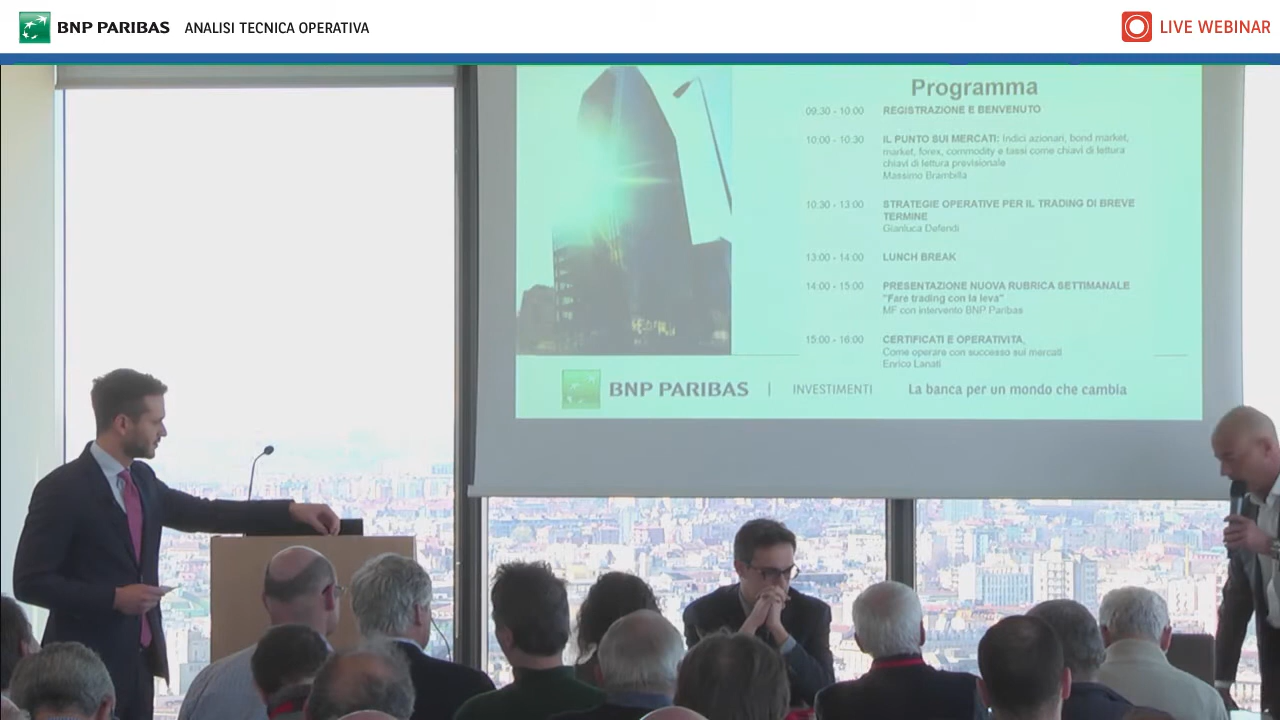 BNP PARIBAS ANALISI TECNICA OPERATIVA
LIVE WEBINAR
Programma
09:30 - 10:00 REGISTRAZIONE E BENVENUTO
10:00 - 10:30 IL PUNTO SUI MERCATI: Indici azionari, bond market,
market, forex, commodity e tassi come chiavi di lettura
chiavi di lettura previsionale
Massimo Brambilla
10:30 - 13:00 STRATEGIE OPERATIVE PER IL TRADING DI BREVE
TERMINE
Gianluca Defendi
13:00 - 14:00 LUNCH BREAK
14:00 - 15:00 PRESENTAZIONE NUOVA RUBRICA SETTIMANALE
"Fare trading con la leva"
MF con intervento BNP Paribas
15:00 - 16:00 CERTIFICATI E OPERATIVITA,
Come operare con successo sui mercati
Enrico Lanati
BNP PARIBAS | INVESTIMENTI La banca per un mondo che cambia